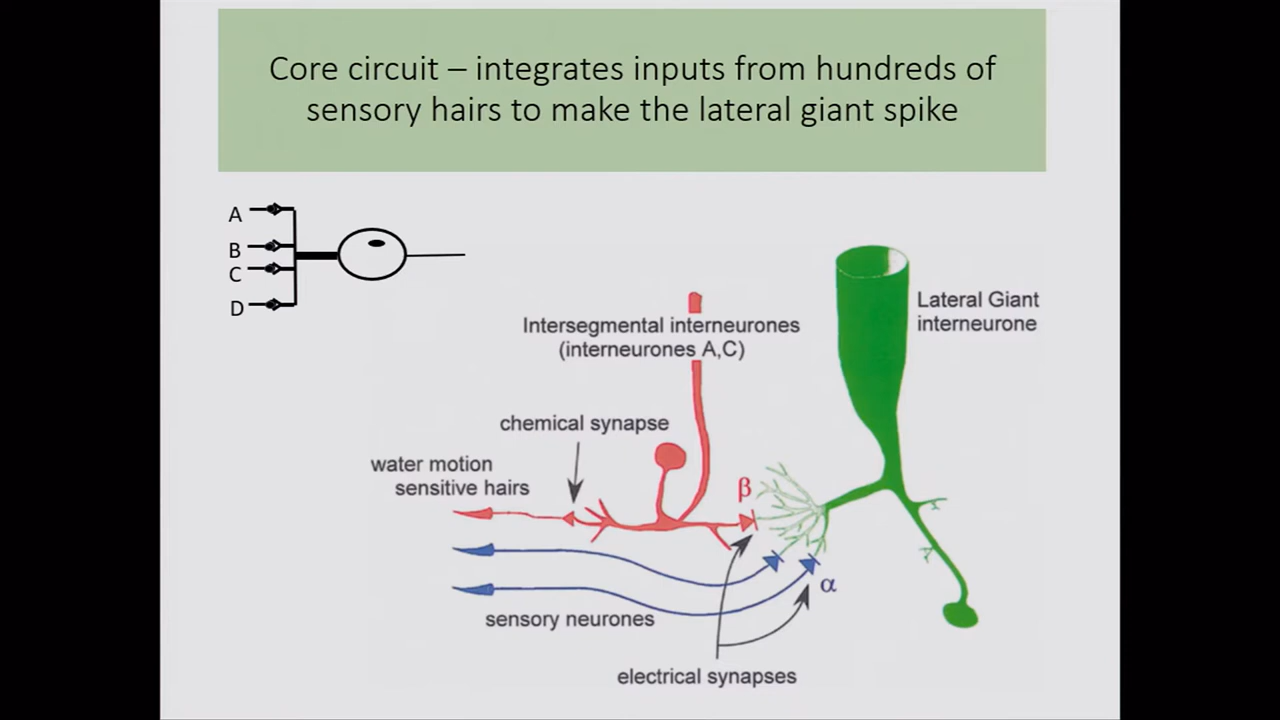 Core circuit – integrates inputs from hundreds of
sensory hairs to make the lateral giant spike
A
B
C
D
Lateral Giant
interneurone
Intersegmental interneurones
(interneurones A,C)
chemical synapse
water motion
sensitive hairs
β
α
sensory neurones
electrical synapses